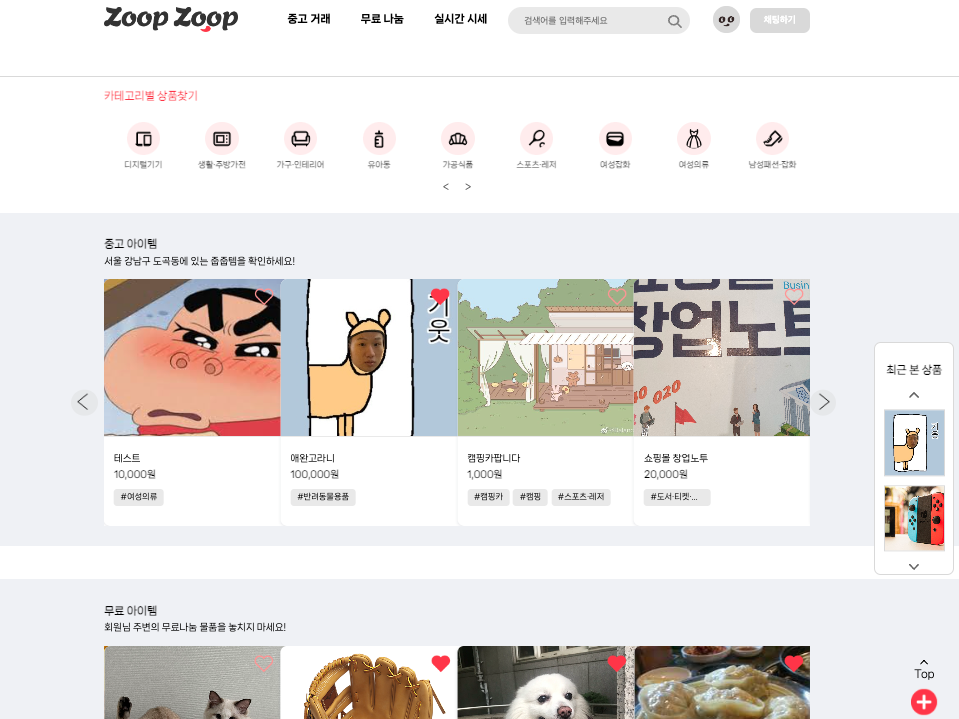 Zoop Zoop
중고 거래
무료 나눔
실시간 시세
검색어를 입력해주세요
채팅하기
카테고리별 상품찾기
디지털기기
생활·주방가전
가구·인테리어
유아동
가공식품
스포츠·레저
여성잡화
여성의류
남성패션·잡화
< >
중고 아이템
서울 강남구 도곡동에 있는 줍줍템을 확인하세요!
기웃
Busin
창업노트
020
테스트
10,000원
#여성의류
애완고라니
100,000원
#반려동물용품
캠핑카팝니다
1,000원
#캠핑카 #캠핑 #스포츠·레저
쇼핑몰 창업노투
20,000원
#도서·티켓·...
최근 본 상품
기웃
무료 아이템
회원님 주변의 무료나눔 물품을 놓치지 마세요!
Top